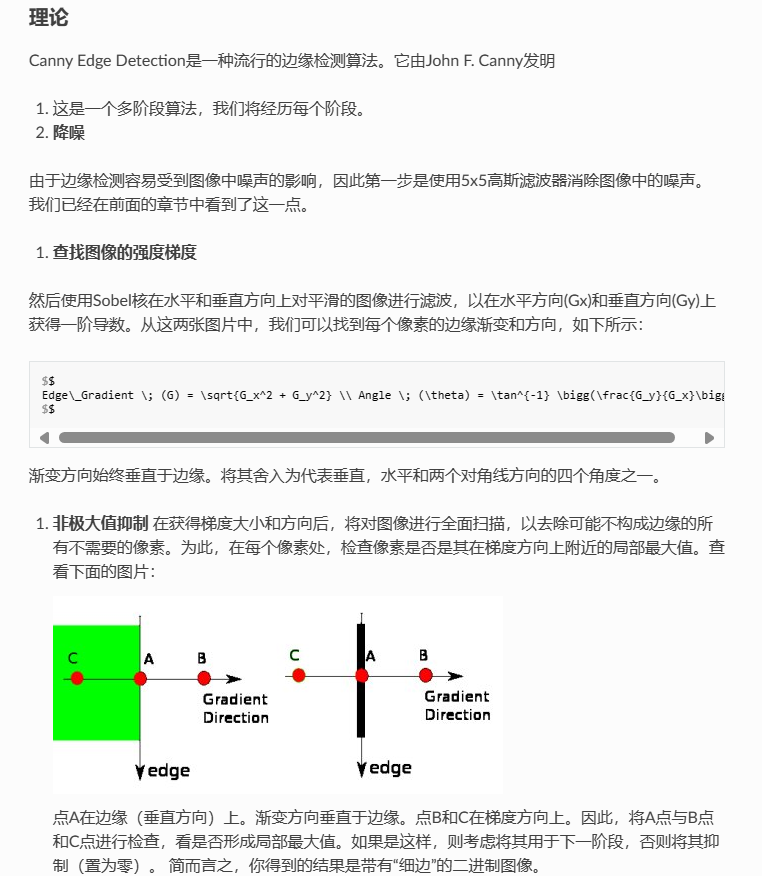 理论
Canny Edge Detection是一种流行的边缘检测算法。它由John F. Canny发明
1. 这是一个多阶段算法，我们将经历每个阶段。
2. 降噪
由于边缘检测容易受到图像中噪声的影响，因此第一步是使用5x5高斯滤波器消除图像中的噪声。
我们已经在前面的章节中看到了这一点。
1. 查找图像的强度梯度
然后使用Sobel核在水平和垂直方向上对平滑的图像进行滤波，以在水平方向(Gx)和垂直方向(Gy)上
获得一阶导数。从这两张图片中，我们可以找到每个像素的边缘渐变和方向，如下所示：
$$
Edge\_Gradient \; (G) = \sqrt{G_x^2 + G_y^2} \\ Angle \; (\theta) = \tan^{-1} \bigg(\frac{G_y}{G_x}\bigg
$$
渐变方向始终垂直于边缘。将其舍入为代表垂直，水平和两个对角线方向的四个角度之一。
1. 非极大值抑制 在获得梯度大小和方向后，将对图像进行全面扫描，以去除可能不构成边缘的所
有不需要的像素。为此，在每个像素处，检查像素是否是其在梯度方向上附近的局部最大值。查
看下面的图片：
C A B
Gradient
Direction
edge
C A B
Gradient
Direction
edge
点A在边缘（垂直方向）上。渐变方向垂直于边缘。点B和C在梯度方向上。因此，将A点与B点
和C点进行检查，看是否形成局部最大值。如果是这样，则考虑将其用于下一阶段，否则将其抑
制（置为零）。 简而言之，你得到的结果是带有“细边”的二进制图像。